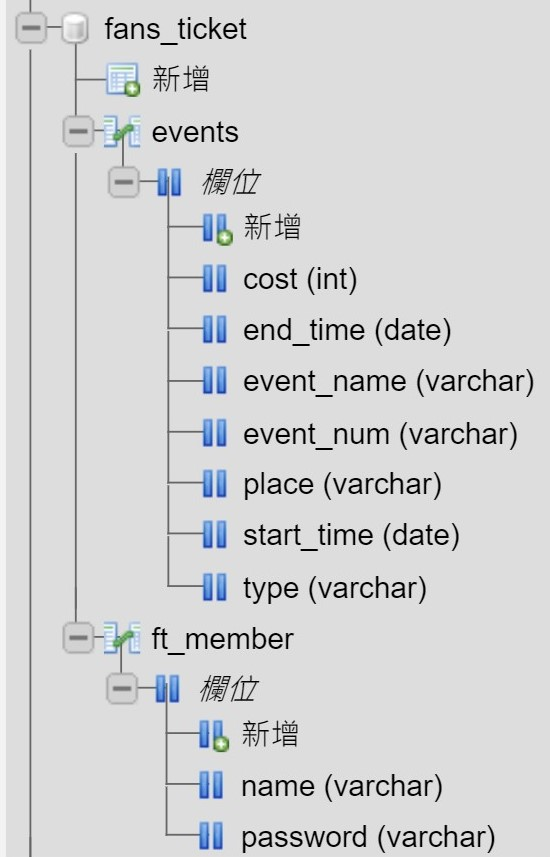 fans_ticket
新增
events
欄位
新增
cost (int)
end_time (date)
event_name (varchar)
event_num (varchar)
place (varchar)
start_time (date)
type (varchar)
ft_member
欄位
新增
name (varchar)
password (varchar)